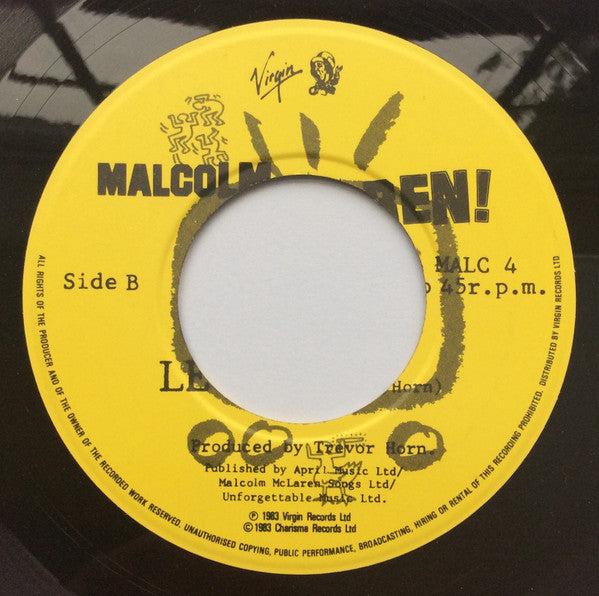 Virgin
MALCOLM REN!
Side B
MALC 4
45r.p.m.
LE
Horn)
Produced by Trevor Horn.
Published by April Music Ltd/
Malcolm McLaren Songs Ltd/
Unforgettable Music Ltd.
℗ 1983 Virgin Records Ltd
© 1983 Charisma Records Ltd
ALL RIGHTS OF THE PRODUCER AND OF THE OWNER OF THE RECORDED WORK RESERVED. UNAUTHORISED COPYING, PUBLIC PERFORMANCE, BROADCASTING, HIRING OR RENTAL OF THIS RECORDING PROHIBITED. DISTRIBUTED BY VIRGIN RECORDS LTD